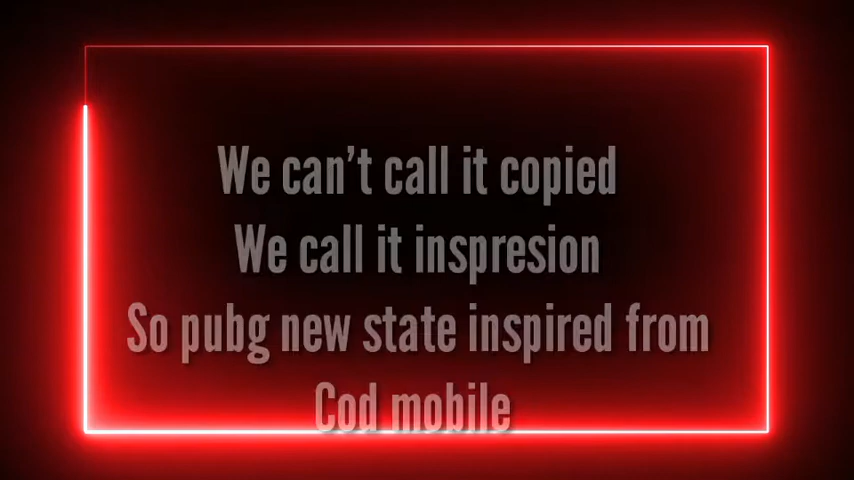 We can’t call it copied
We call it inspresion
So pubg new state inspired from
Cod mobile